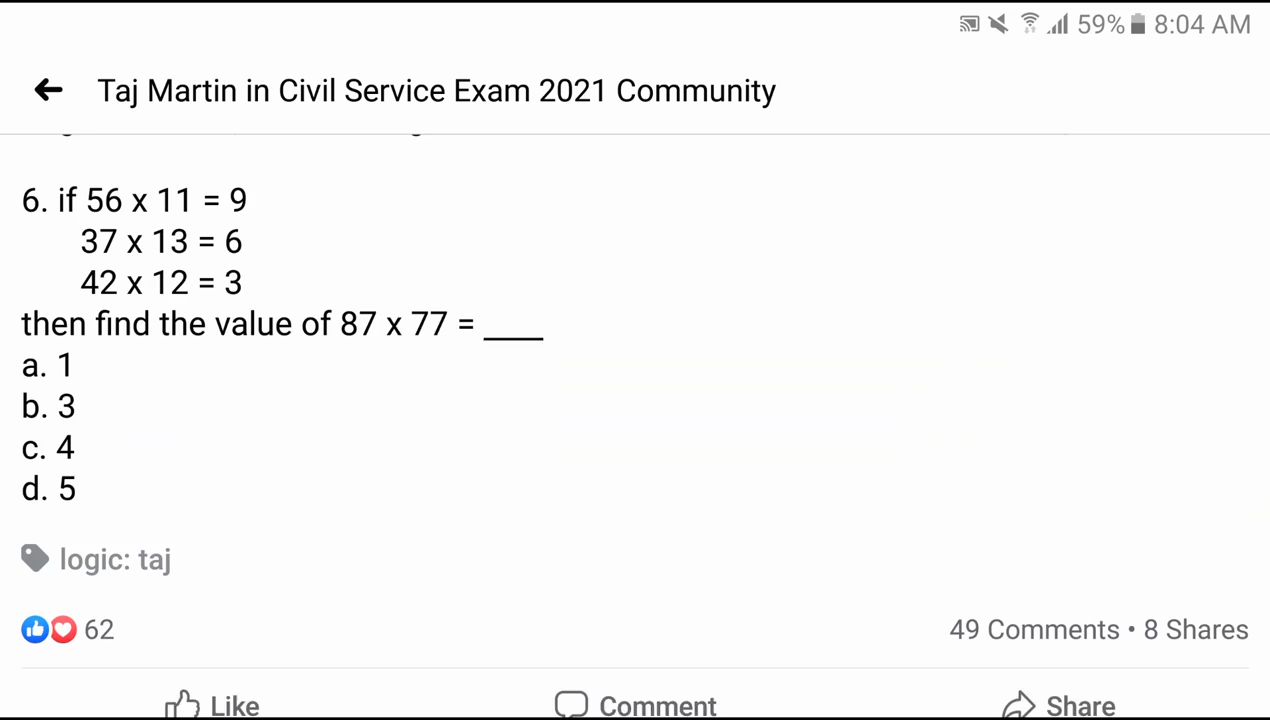 59% 8:04 AM
Taj Martin in Civil Service Exam 2021 Community
6. if 56 x 11 = 9
37 x 13 = 6
42 x 12 = 3
then find the value of 87 x 77 = ____
a. 1
b. 3
c. 4
d. 5
logic: taj
62
49 Comments • 8 Shares
Like
Comment
Share